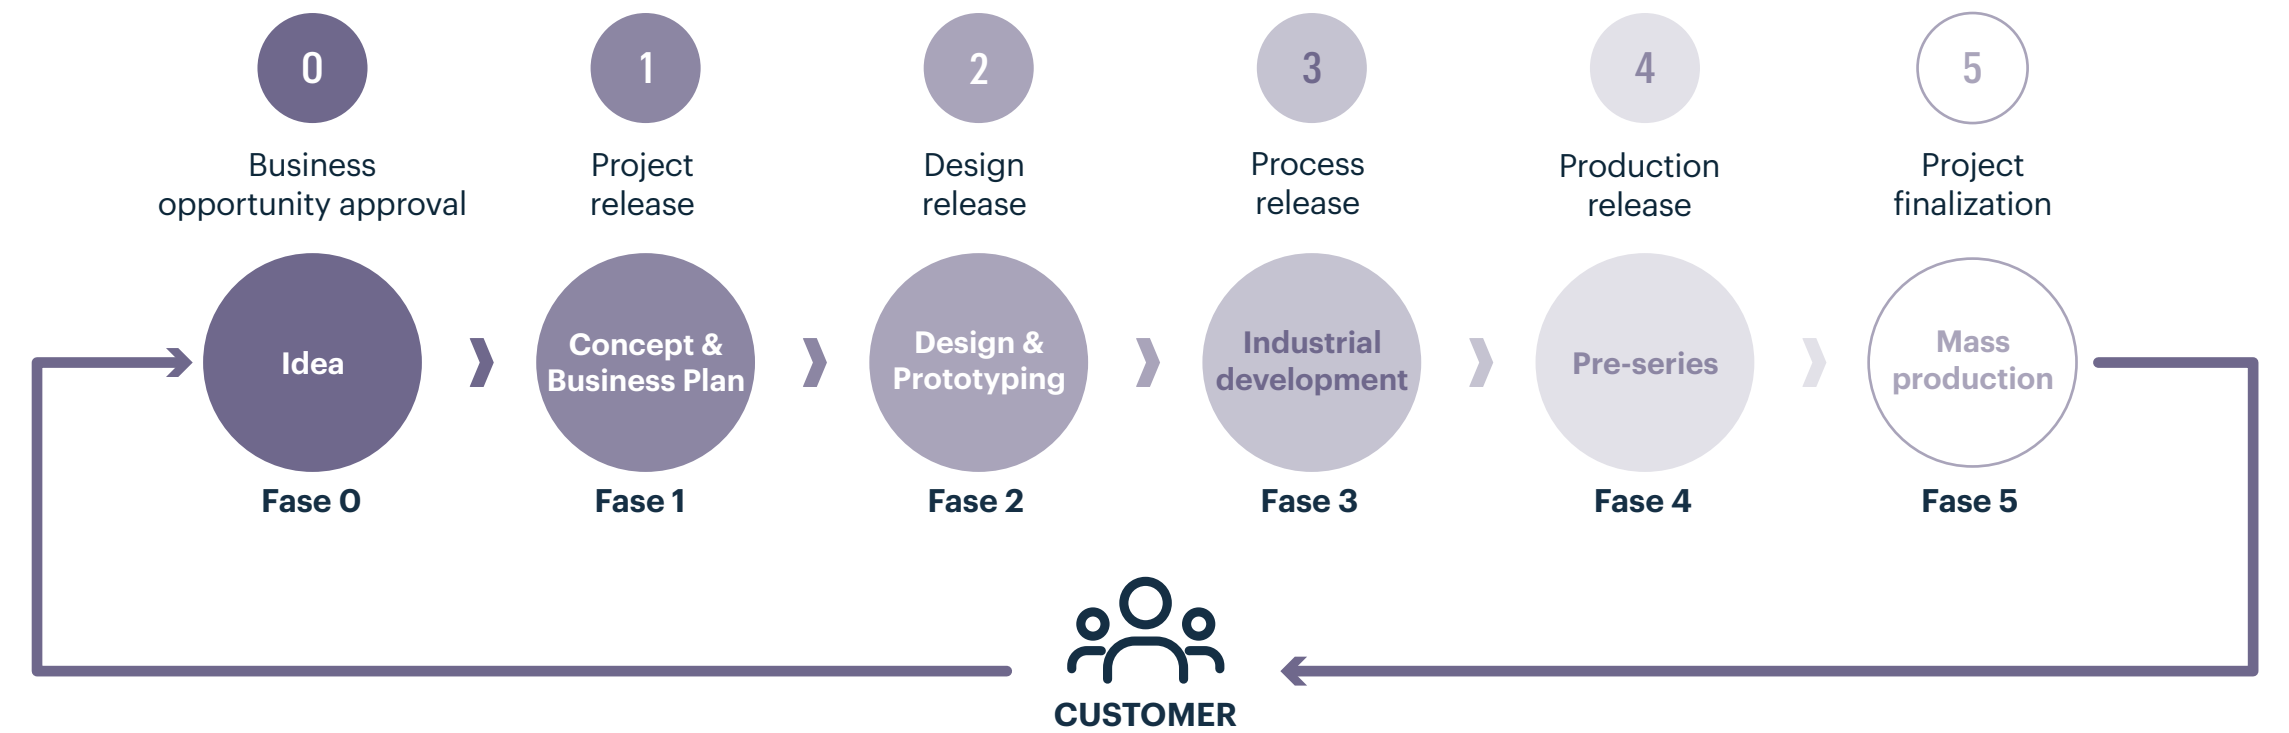 0
1
2
3
4
5
Business
opportunity approval
Project
release
Design
release
Process
release
Production
release
Project
finalization
Idea
Concept &
Business Plan
Design &
Prototyping
Industrial
development
Pre-series
Mass
production
Fase 0
Fase 1
Fase 2
Fase 3
Fase 4
Fase 5
CUSTOMER